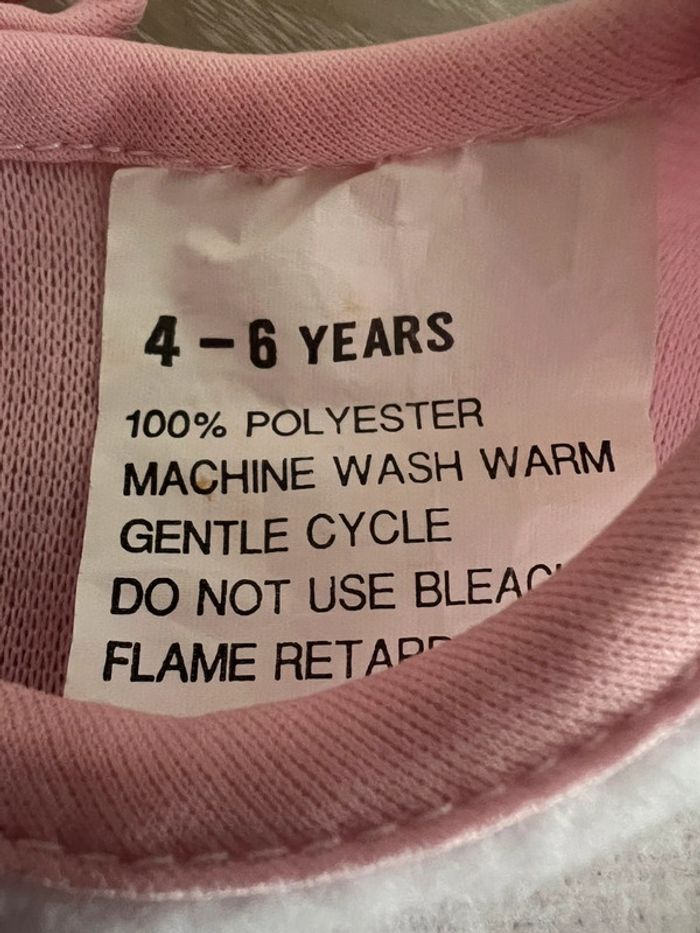 4 – 6 YEARS
100% POLYESTER
MACHINE WASH WARM
GENTLE CYCLE
DO NOT USE
FLAME